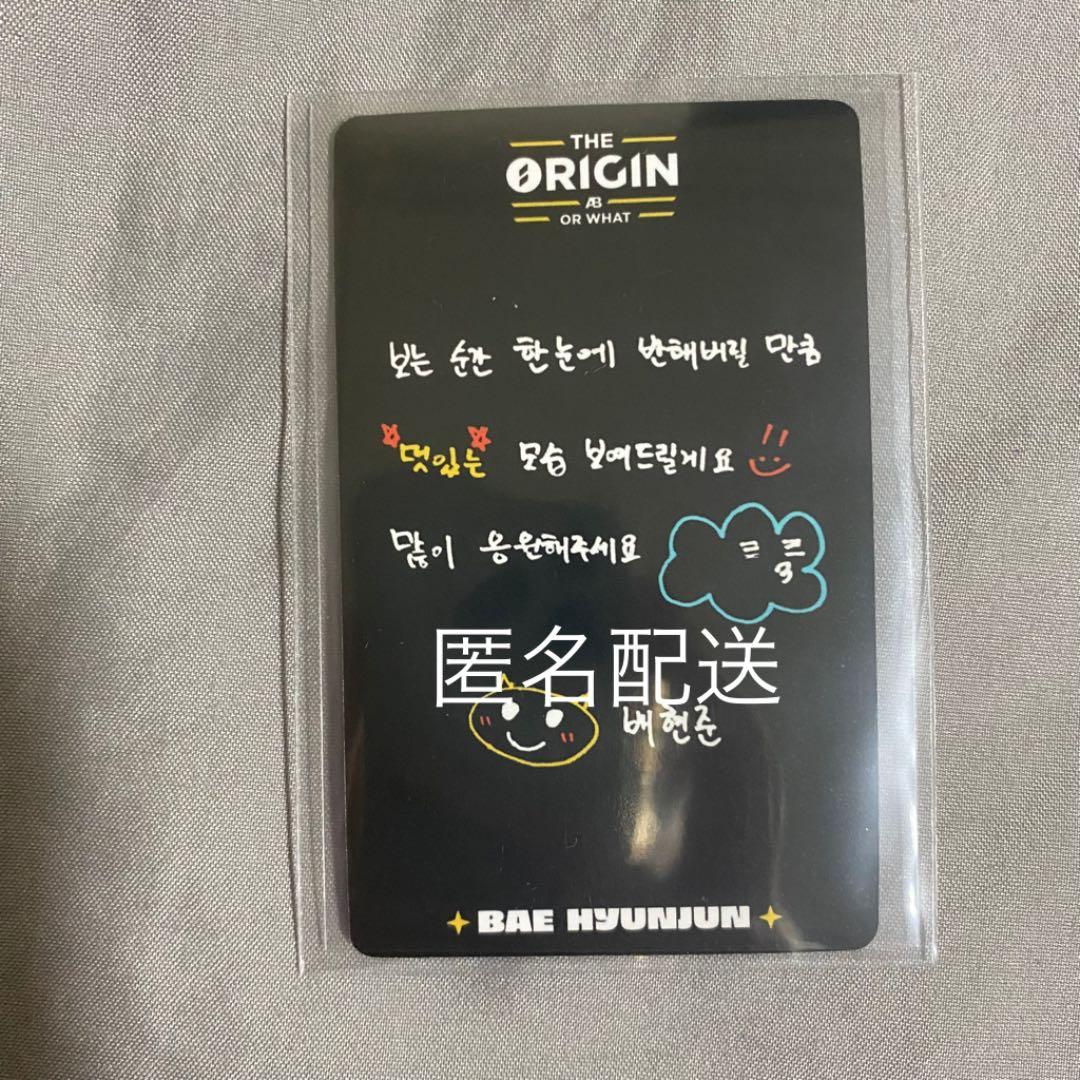 THE
ORIGIN
AB
OR WHAT
보는 순간 한눈에 반해버릴 만큼
멋있는 모습 보여드릴게요 !!
많이 응원해주세요
匿名配送
배현준
BAE HYUNJUN